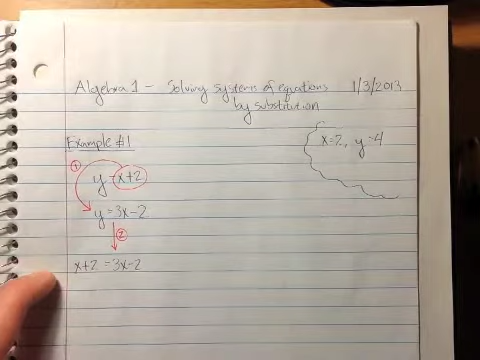 Algebra 1 - Solving systems of equations 1/3/2013
by substitution
Example #1
x=2, y=4
①
y=x+2
y=3x-2
②
x+2=3x-2